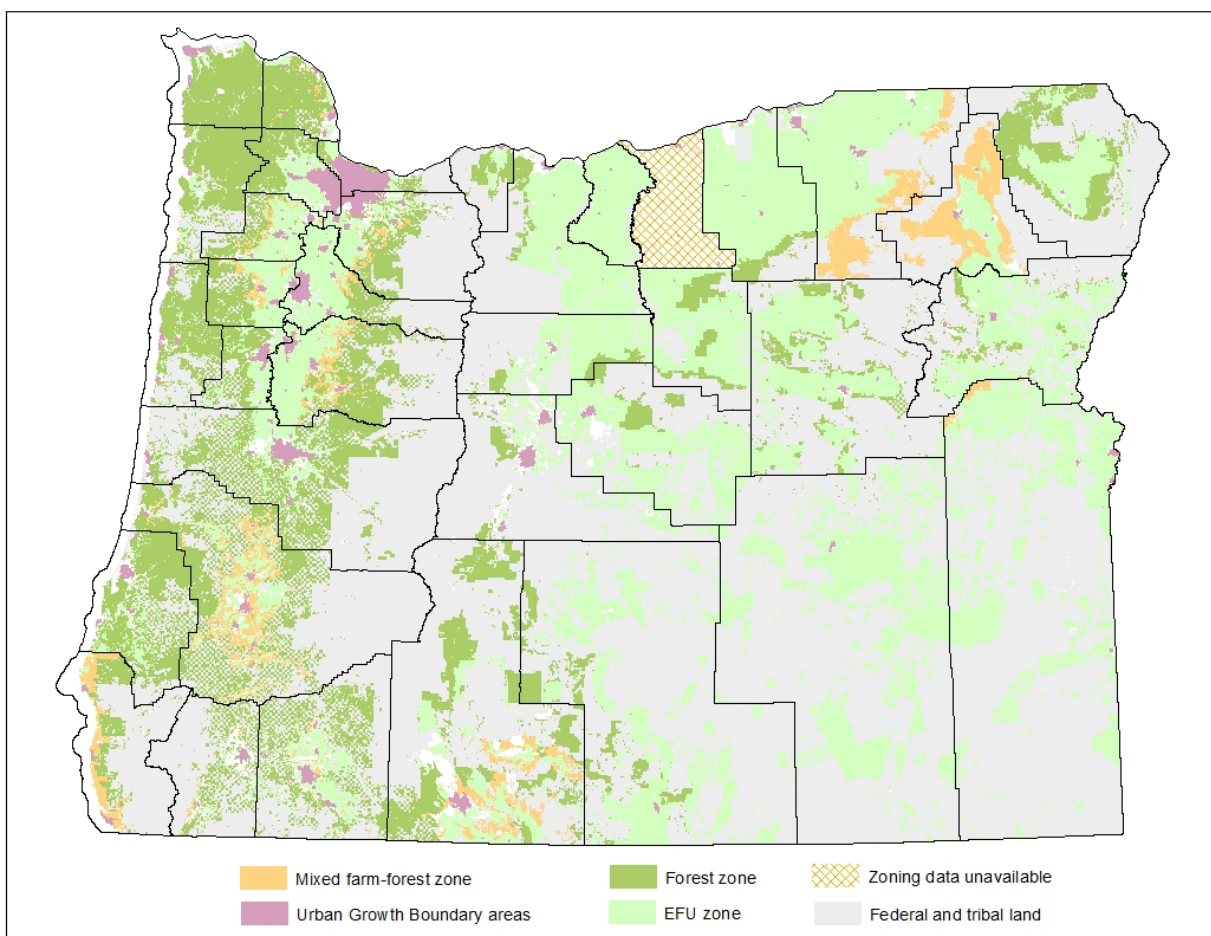 Mixed farm-forest zone
Forest zone
Zoning data unavailable
Urban Growth Boundary areas
EFU zone
Federal and tribal land